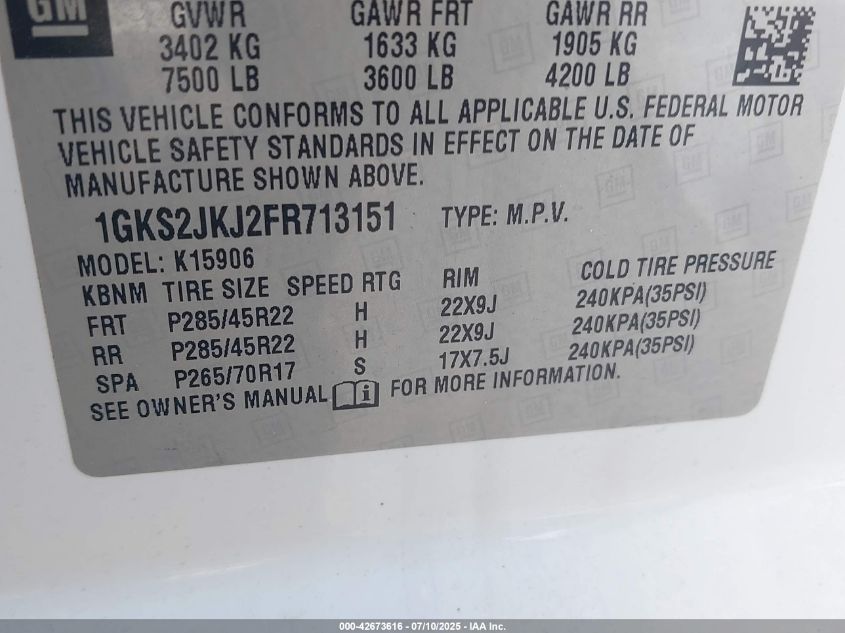 GM
GVWR GAWR FRT GAWR RR
3402 KG 1633 KG 1905 KG
7500 LB 3600 LB 4200 LB
THIS VEHICLE CONFORMS TO ALL APPLICABLE U.S. FEDERAL MOTOR
VEHICLE SAFETY STANDARDS IN EFFECT ON THE DATE OF
MANUFACTURE SHOWN ABOVE.
1GKS2JKJ2FR713151 TYPE: M.P.V.
MODEL: K15906
KBNM TIRE SIZE SPEED RTG RIM COLD TIRE PRESSURE
FRT P285/45R22 H 22X9J 240KPA(35PSI)
RR P285/45R22 H 22X9J 240KPA(35PSI)
SPA P265/70R17 S 17X7.5J 240KPA(35PSI)
SEE OWNER'S MANUAL i FOR MORE INFORMATION.
000-42673616 - 07/10/2025 - IAA Inc.